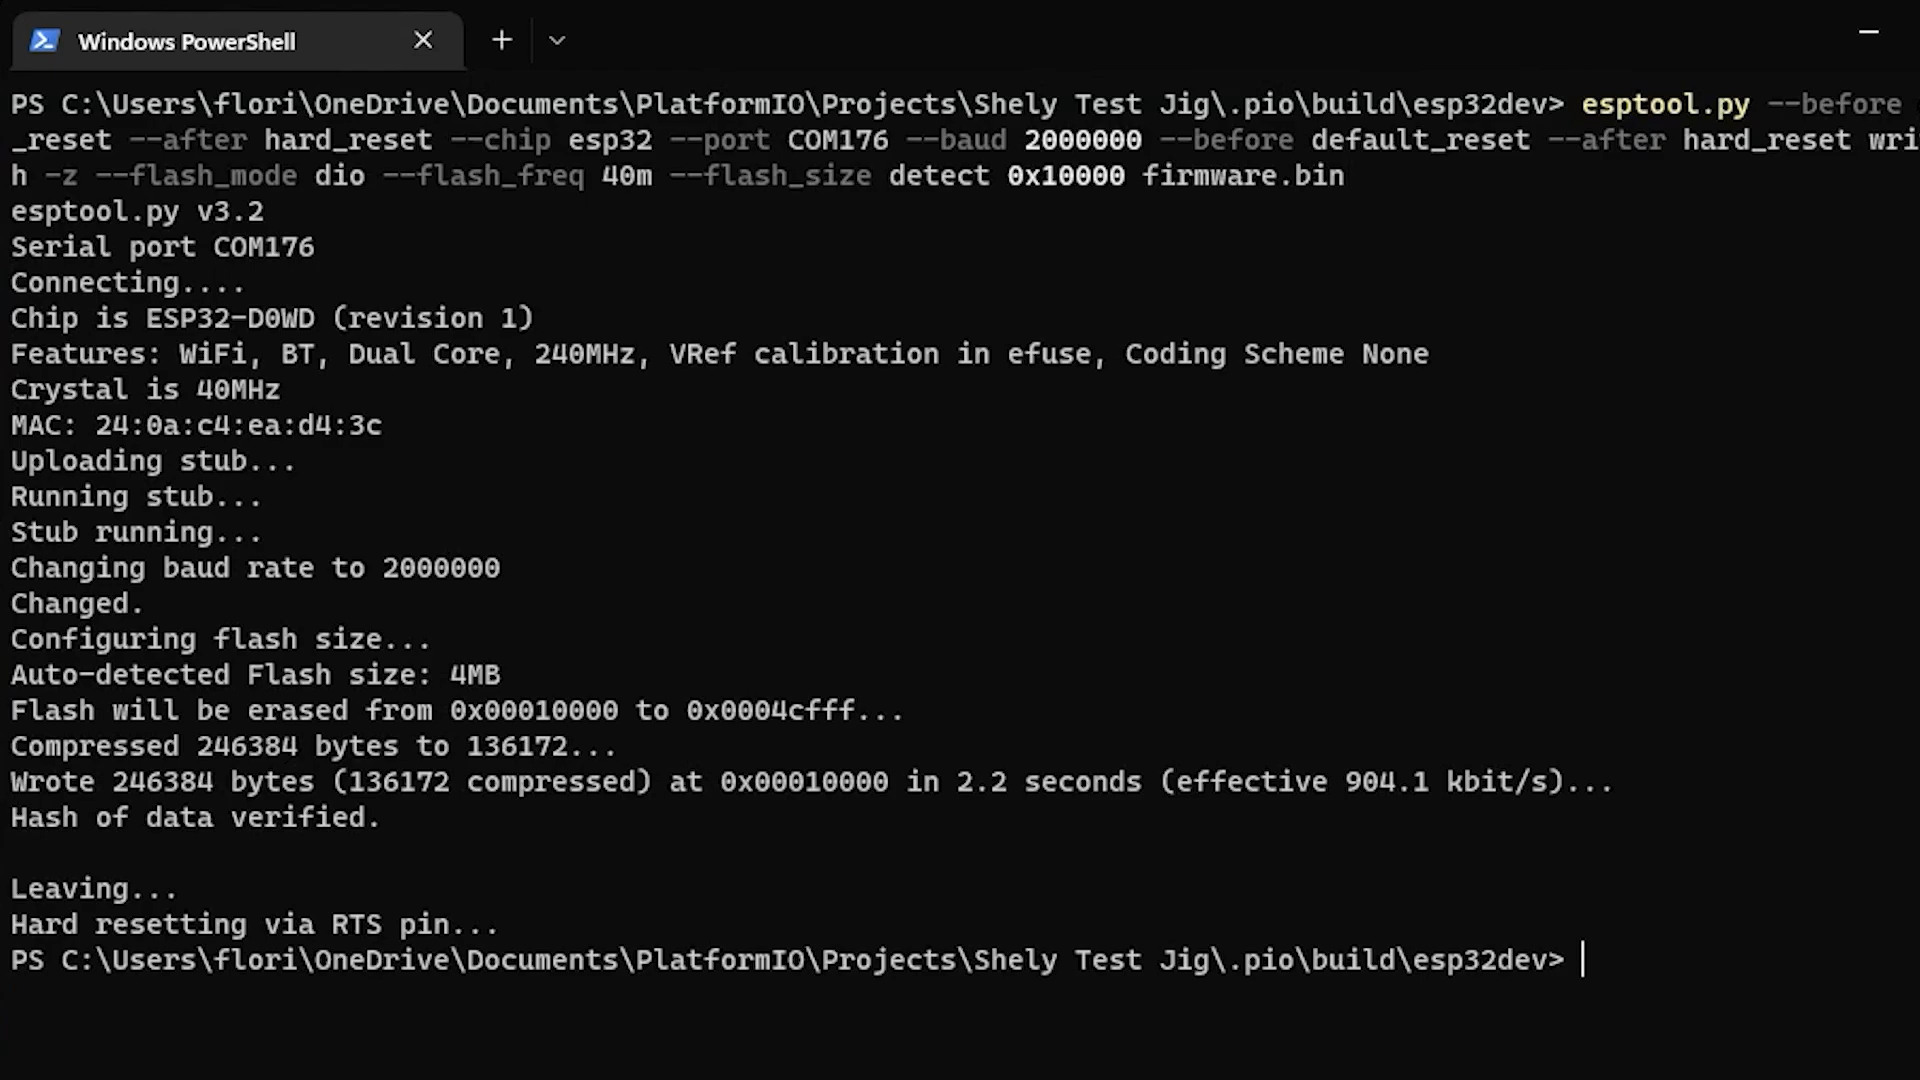 Windows PowerShell
PS C:\Users\flori\OneDrive\Documents\PlatformIO\Projects\Shely Test Jig\.pio\build\esp32dev> esptool.py --before
_reset --after hard_reset --chip esp32 --port COM176 --baud 2000000 --before default_reset --after hard_reset wri
h -z --flash_mode dio --flash_freq 40m --flash_size detect 0x10000 firmware.bin
esptool.py v3.2
Serial port COM176
Connecting....
Chip is ESP32-D0WD (revision 1)
Features: WiFi, BT, Dual Core, 240MHz, VRef calibration in efuse, Coding Scheme None
Crystal is 40MHz
MAC: 24:0a:c4:ea:d4:3c
Uploading stub...
Running stub...
Stub running...
Changing baud rate to 2000000
Changed.
Configuring flash size...
Auto-detected Flash size: 4MB
Flash will be erased from 0x00010000 to 0x0004cfff...
Compressed 246384 bytes to 136172...
Wrote 246384 bytes (136172 compressed) at 0x00010000 in 2.2 seconds (effective 904.1 kbit/s)...
Hash of data verified.
Leaving...
Hard resetting via RTS pin...
PS C:\Users\flori\OneDrive\Documents\PlatformIO\Projects\Shely Test Jig\.pio\build\esp32dev>